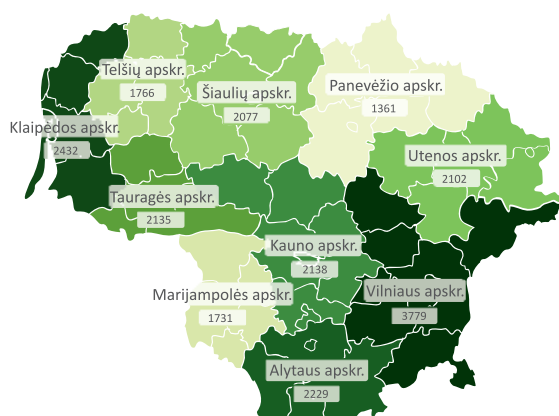 Telšių apskr.
1766
Šiaulių apskr.
2077
Panevėžio apskr.
1361
Klaipėdos apskr.
2432
Utenos apskr.
2102
Tauragės apskr.
2135
Kauno apskr.
2138
Marijampolės apskr.
1731
Vilniaus apskr.
3779
Alytaus apskr.
2229